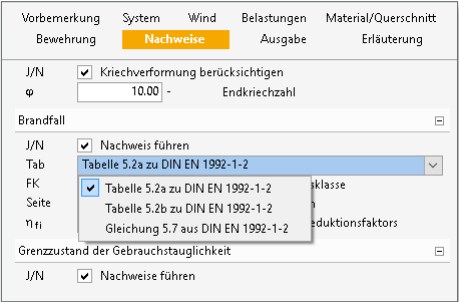 Vorbemerkung System Wind Belastungen Material/Querschnitt
Bewehrung Nachweise Ausgabe Erläuterung
J/N Kriechverformung berücksichtigen
φ 10.00 - Endkriechzahl
Brandfall
J/N Nachweis führen
Tab Tabelle 5.2a zu DIN EN 1992-1-2
FK Tabelle 5.2a zu DIN EN 1992-1-2 sklasse
Seite Tabelle 5.2b zu DIN EN 1992-1-2
η fi Gleichung 5.7 aus DIN EN 1992-1-2 eduktionsfaktors
Grenzzustand der Gebrauchstauglichkeit
J/N Nachweise führen